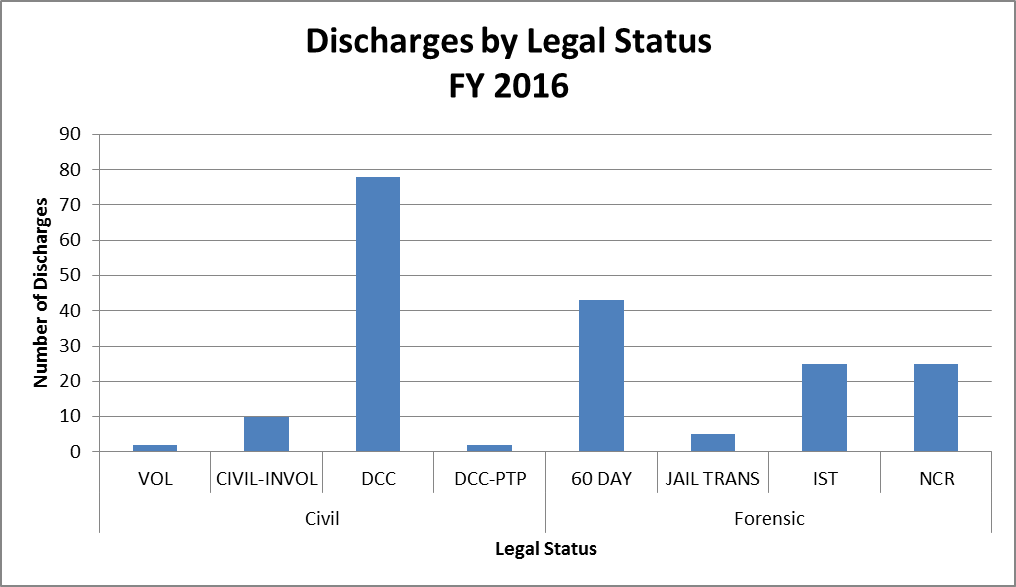 Discharges by Legal Status
FY 2016
Number of Discharges
90
80
70
60
50
40
30
20
10
0
VOL CIVIL-INVOL DCC DCC-PTP 60 DAY JAIL TRANS IST NCR
Civil Forensic
Legal Status